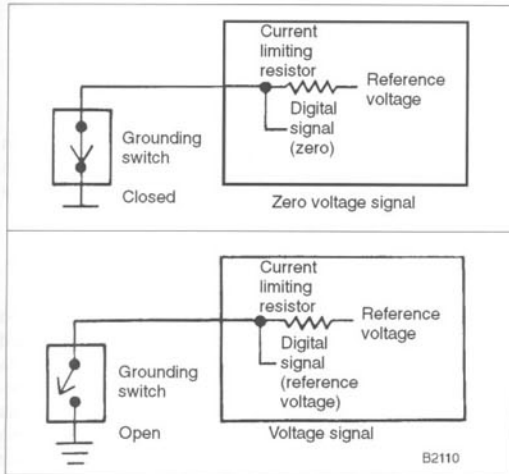 Current
limiting
resistor
Reference
voltage
Digital
signal
(zero)
Grounding
switch
Closed
Zero voltage signal
Current
limiting
resistor
Reference
voltage
Digital
signal
(reference
voltage)
Grounding
switch
Open
Voltage signal
B2110